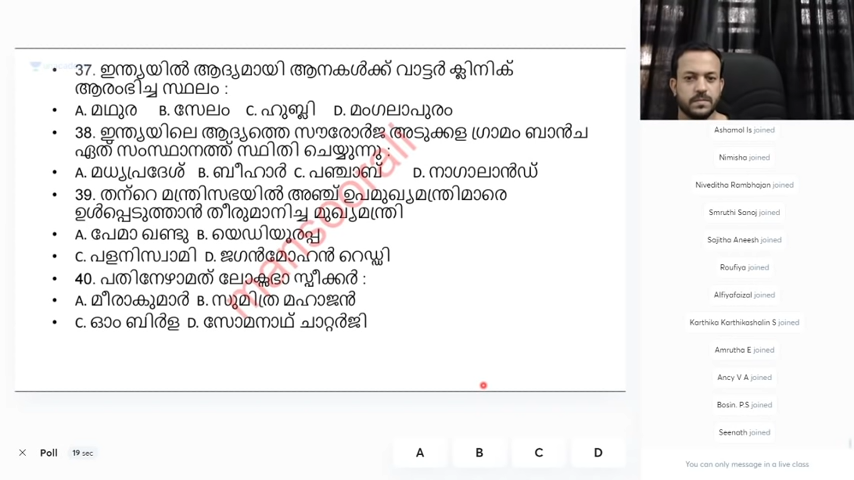 37. ഇന്ത്യയിൽ ആദ്യമായി ആനകൾക്ക് വാട്ടർ ക്ലിനിക്
ആരംഭിച്ച സ്ഥലം :
A. മഥുര B. സേലം C. ഹുബ്ലി D. മംഗലാപുരം
38. ഇന്ത്യയിലെ ആദ്യത്തെ സൗരോർജ അടുക്കള ഗ്രാമം ബാൻച
ഏത് സംസ്ഥാനത്ത് സ്ഥിതി ചെയ്യുന്നു :
A. മധ്യപ്രദേശ് B. ബീഹാർ C. പഞ്ചാബ് D. നാഗാലാൻഡ്
39. തന്റെ മന്ത്രിസഭയിൽ അഞ്ച് ഉപമുഖ്യമന്ത്രിമാരെ
ഉൾപ്പെടുത്താൻ തീരുമാനിച്ച മുഖ്യമന്ത്രി
A. പേമാ ഖണ്ടു B. യെഡിയൂരപ്പ
C. പളനിസ്വാമി D. ജഗൻമോഹൻ റെഡ്ഡി
40. പതിനേഴാമത് ലോക്സഭാ സ്പീക്കർ :
A. മീരാകുമാർ B. സുമിത്ര മഹാജൻ
C. ഓം ബിർള D. സോമനാഥ് ചാറ്റർജി
mansoorali
Poll 19 sec
A B C D
Ashamol Is joined
Nimisha joined
Niveditha Rambhajan joined
Smruthi Sanoj joined
Sajitha Aneesh joined
Roufiya joined
Alfiyafaizal joined
Karthika Karthikashalin S joined
Amrutha E joined
Ancy V A joined
Bosin. P.S joined
Seenath joined
You can only message in a live class